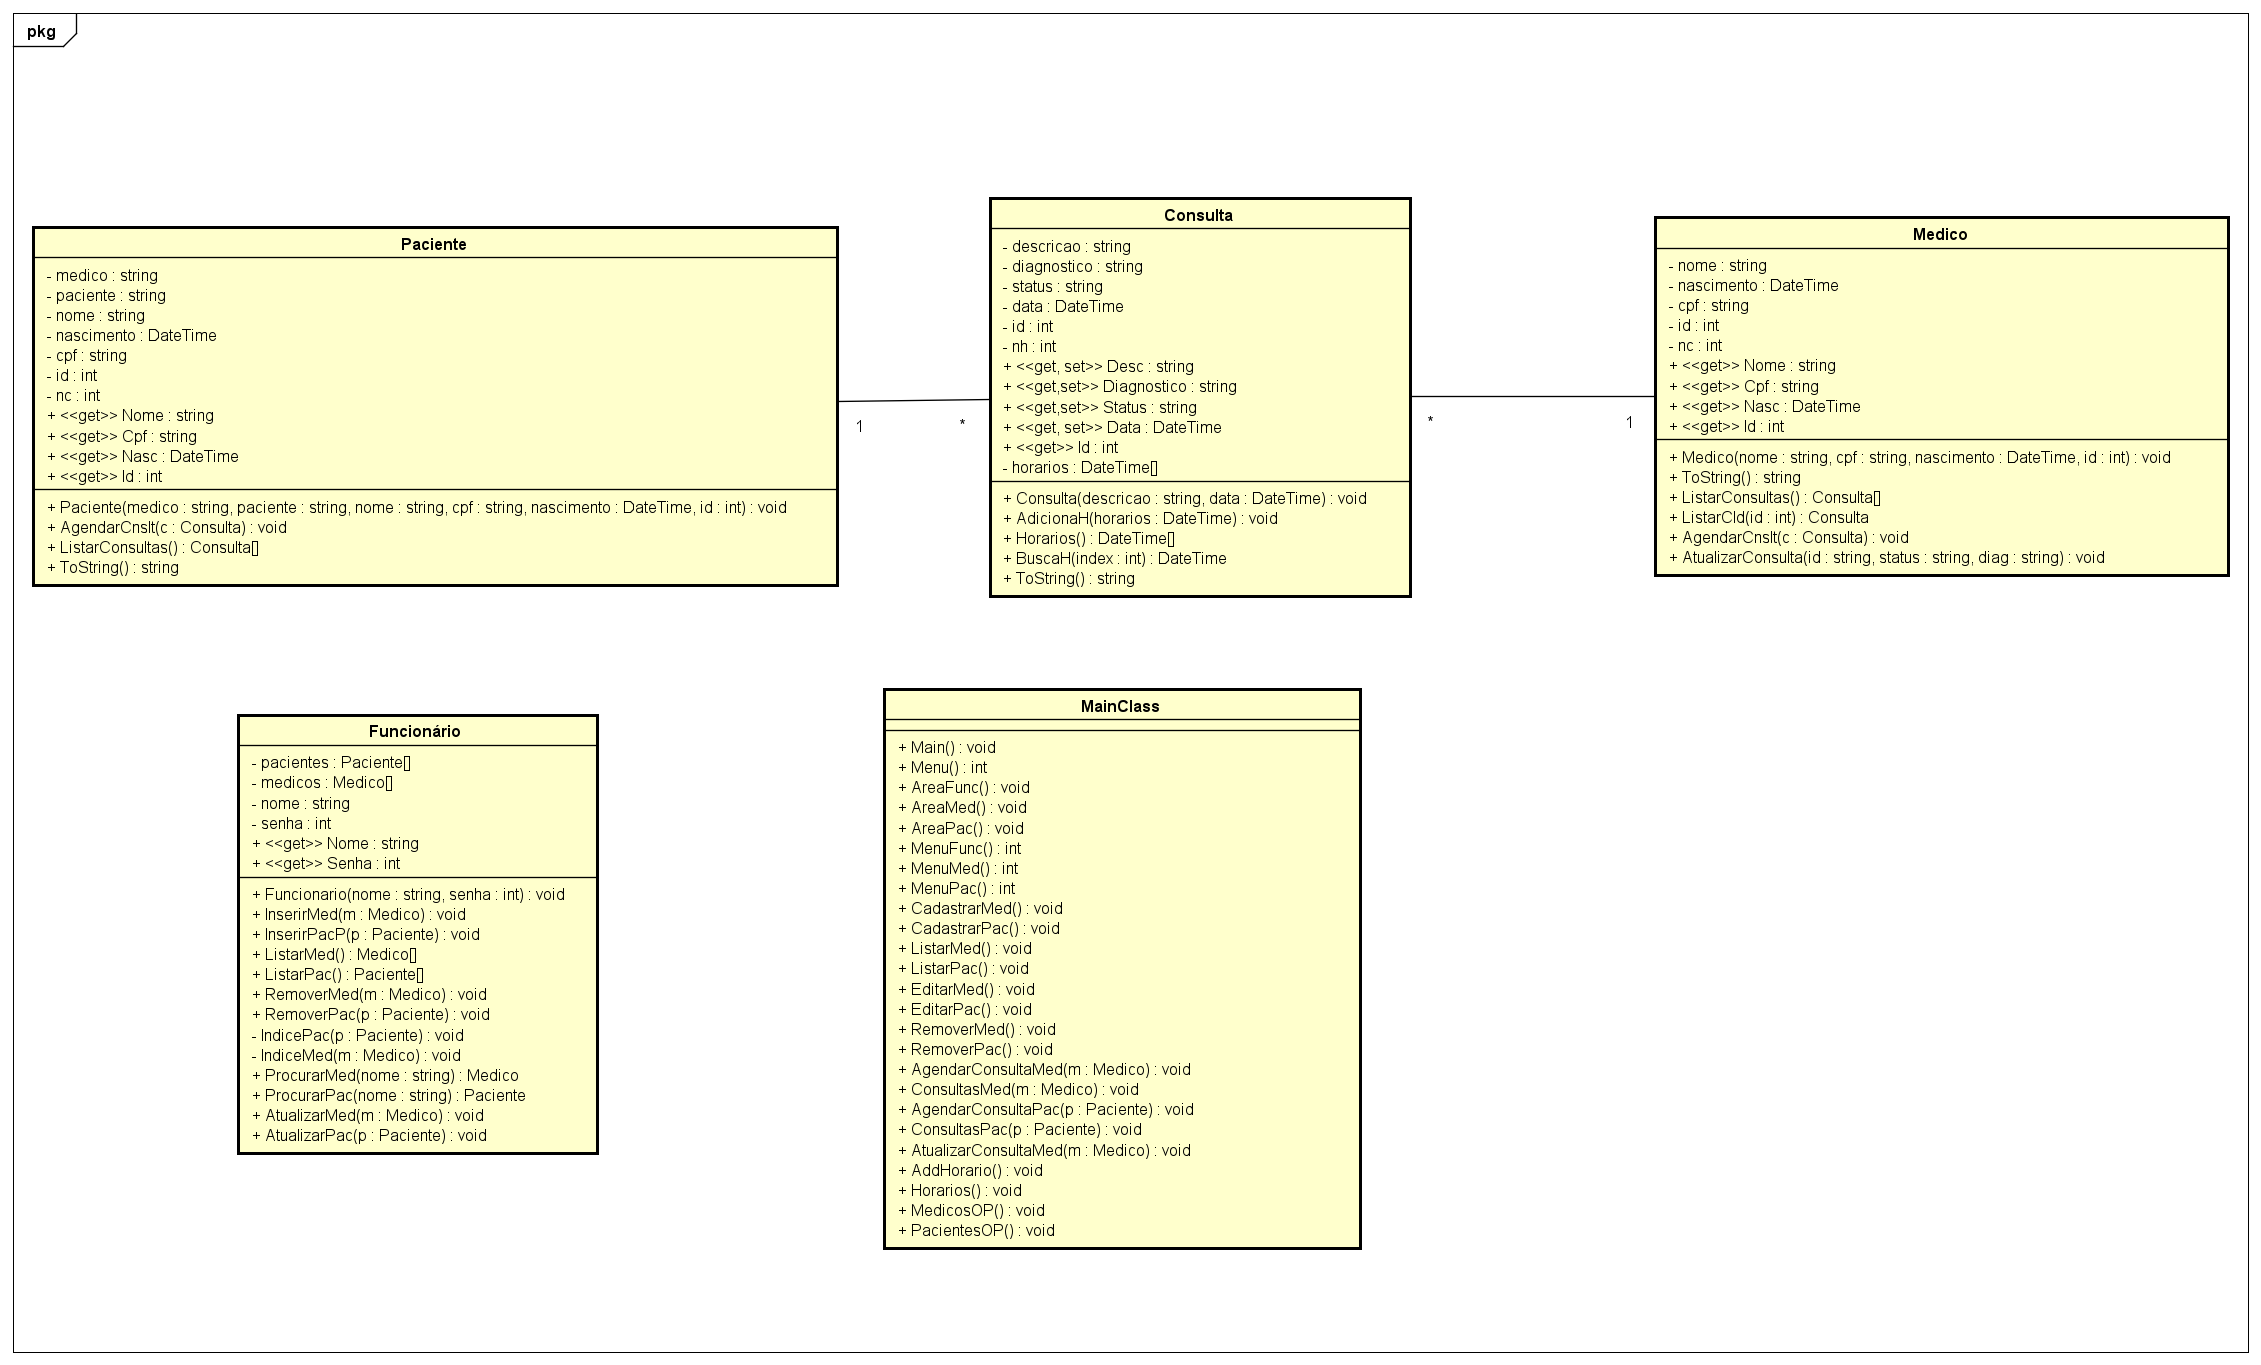 pkg
Paciente
- medico : string
- paciente : string
- nome : string
- nascimento : DateTime
- cpf : string
- id : int
- nc : int
+ <<get>> Nome : string
+ <<get>> Cpf : string
+ <<get>> Nasc : DateTime
+ <<get>> Id : int
+ Paciente(medico : string, paciente : string, nome : string, cpf : string, nascimento : DateTime, id : int) : void
+ AgendarCnslt(c : Consulta) : void
+ ListarConsultas() : Consulta[]
+ ToString() : string
1
*
Consulta
- descricao : string
- diagnostico : string
- status : string
- data : DateTime
- id : int
- nh : int
+ <<get, set>> Desc : string
+ <<get,set>> Diagnostico : string
+ <<get,set>> Status : string
+ <<get, set>> Data : DateTime
+ <<get>> Id : int
- horarios : DateTime[]
+ Consulta(descricao : string, data : DateTime) : void
+ AdicionaH(horarios : DateTime) : void
+ Horarios() : DateTime[]
+ BuscaH(index : int) : DateTime
+ ToString() : string
*
1
Medico
- nome : string
- nascimento : DateTime
- cpf : string
- id : int
- nc : int
+ <<get>> Nome : string
+ <<get>> Cpf : string
+ <<get>> Nasc : DateTime
+ <<get>> Id : int
+ Medico(nome : string, cpf : string, nascimento : DateTime, id : int) : void
+ ToString() : string
+ ListarConsultas() : Consulta[]
+ ListarCId(id : int) : Consulta
+ AgendarCnslt(c : Consulta) : void
+ AtualizarConsulta(id : string, status : string, diag : string) : void
Funcionário
- pacientes : Paciente[]
- medicos : Medico[]
- nome : string
- senha : int
+ <<get>> Nome : string
+ <<get>> Senha : int
+ Funcionario(nome : string, senha : int) : void
+ InserirMed(m : Medico) : void
+ InserirPacP(p : Paciente) : void
+ ListarMed() : Medico[]
+ ListarPac() : Paciente[]
+ RemoverMed(m : Medico) : void
+ RemoverPac(p : Paciente) : void
- IndicePac(p : Paciente) : void
- IndiceMed(m : Medico) : void
+ ProcurarMed(nome : string) : Medico
+ ProcurarPac(nome : string) : Paciente
+ AtualizarMed(m : Medico) : void
+ AtualizarPac(p : Paciente) : void
MainClass
+ Main() : void
+ Menu() : int
+ AreaFunc() : void
+ AreaMed() : void
+ AreaPac() : void
+ MenuFunc() : int
+ MenuMed() : int
+ MenuPac() : int
+ CadastrarMed() : void
+ CadastrarPac() : void
+ ListarMed() : void
+ ListarPac() : void
+ EditarMed() : void
+ EditarPac() : void
+ RemoverMed() : void
+ RemoverPac() : void
+ AgendarConsultaMed(m : Medico) : void
+ ConsultasMed(m : Medico) : void
+ AgendarConsultaPac(p : Paciente) : void
+ ConsultasPac(p : Paciente) : void
+ AtualizarConsultaMed(m : Medico) : void
+ AddHorario() : void
+ Horarios() : void
+ MedicosOP() : void
+ PacientesOP() : void